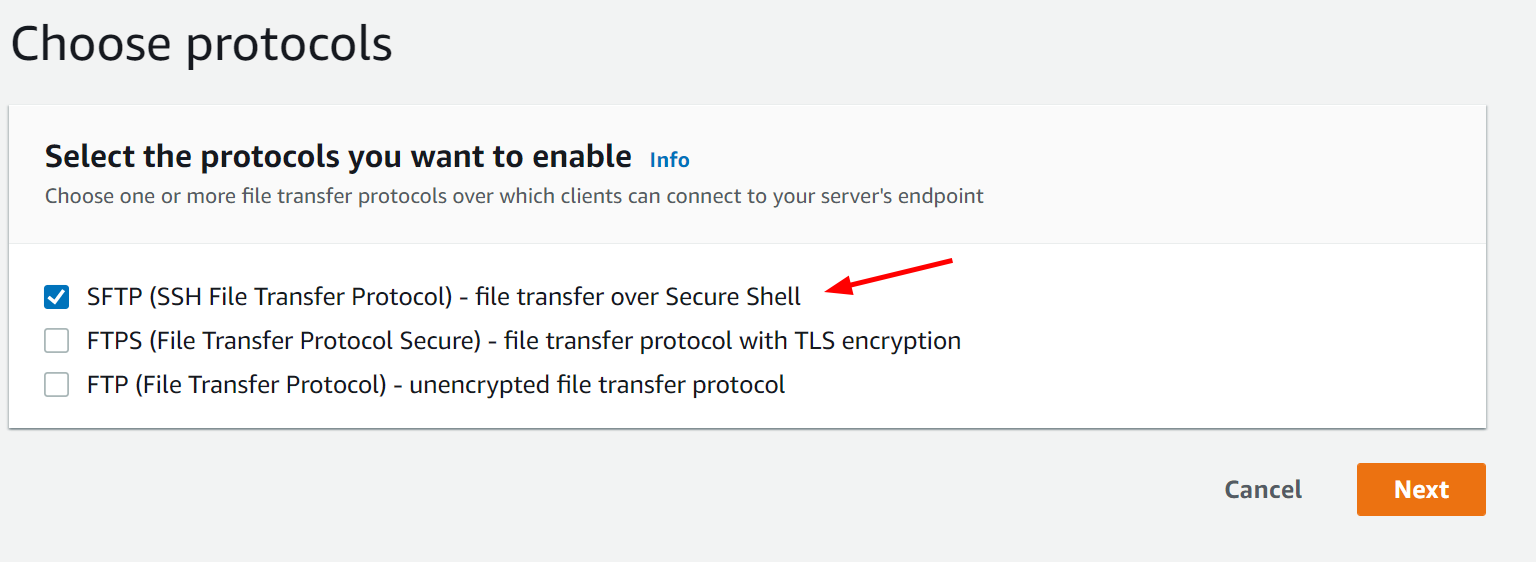 Choose protocols
Select the protocols you want to enable Info
Choose one or more file transfer protocols over which clients can connect to your server's endpoint
SFTP (SSH File Transfer Protocol) - file transfer over Secure Shell
FTPS (File Transfer Protocol Secure) - file transfer protocol with TLS encryption
FTP (File Transfer Protocol) - unencrypted file transfer protocol
Cancel Next